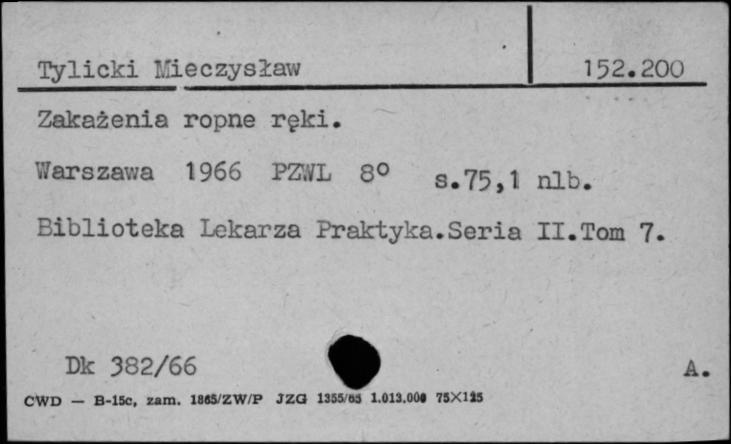 Tylicki Mieczysław 152.200
Zakażenia ropne ręki.
Warszawa 1966 PZWL 8° s.75,1 nlb.
Biblioteka Lekarza Praktyka.Seria II.Tom 7.
Dk 382/66 A.
CWD — B-15c, zam. 1865/ZW/P JZG 1355/65 1.013.000 75X125